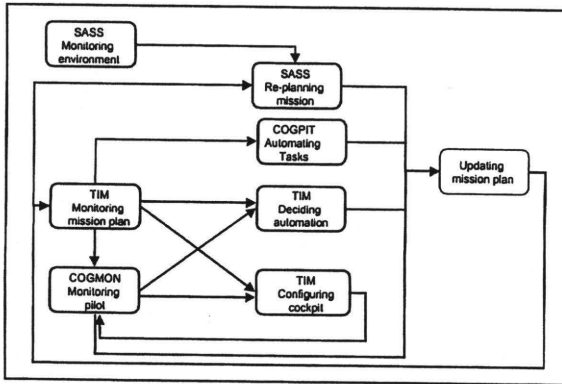 SASS
Monitoring
environment
SASS
Re-planning
mission
COGPIT
Automating
Tasks
Updating
mission plan
TIM
Monitoring
mission plan
TIM
Deciding
automation
COGMON
Monitoring
pilot
TIM
Configuring
cockpit